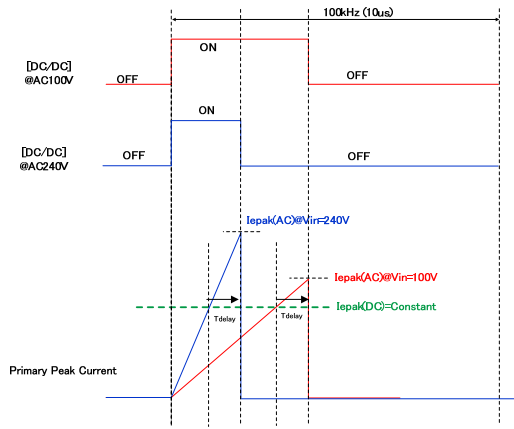 100kHz (10us)
[DC/DC]
@AC100V
OFF
ON
OFF
[DC/DC]
@AC240V
OFF
ON
OFF
Iepak(AC)@Vin=240V
Iepak(AC)@Vin=100V
Tdelay
Tdelay
Iepak(DC)=Constant
Primary Peak Current